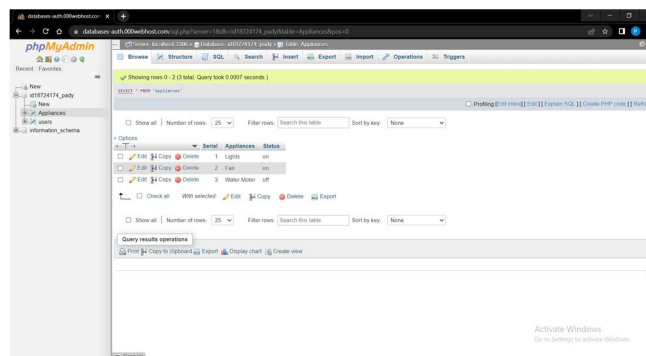 databases-auth.000webhost.com
databases-auth.000webhost.com/sql.php?server=1&db=id18724174_pady&table=Appliances&pos=0
phpMyAdmin
Recent Favorites
New
id18724174_pady
New
Appliances
users
information_schema
Server: localhost:3306 » Database: id18724174_pady » Table: Appliances
Browse Structure SQL Search Insert Export Import Operations Triggers
Showing rows 0 - 2 (3 total, Query took 0.0007 seconds.)
SELECT * FROM `Appliances`
Profiling [Edit inline] [ Edit ] [ Explain SQL ] [ Create PHP code ] [ Refre
Show all Number of rows: 25 Filter rows: Search this table Sort by key: None
+ Options
Serial Appliances Status
Edit Copy Delete 1 Lights on
Edit Copy Delete 2 Fan on
Edit Copy Delete 3 Water Motor off
Check all With selected: Edit Copy Delete Export
Show all Number of rows: 25 Filter rows: Search this table Sort by key: None
Query results operations
Print Copy to clipboard Export Display chart Create view
Activate Windows
Go to Settings to activate Windows.